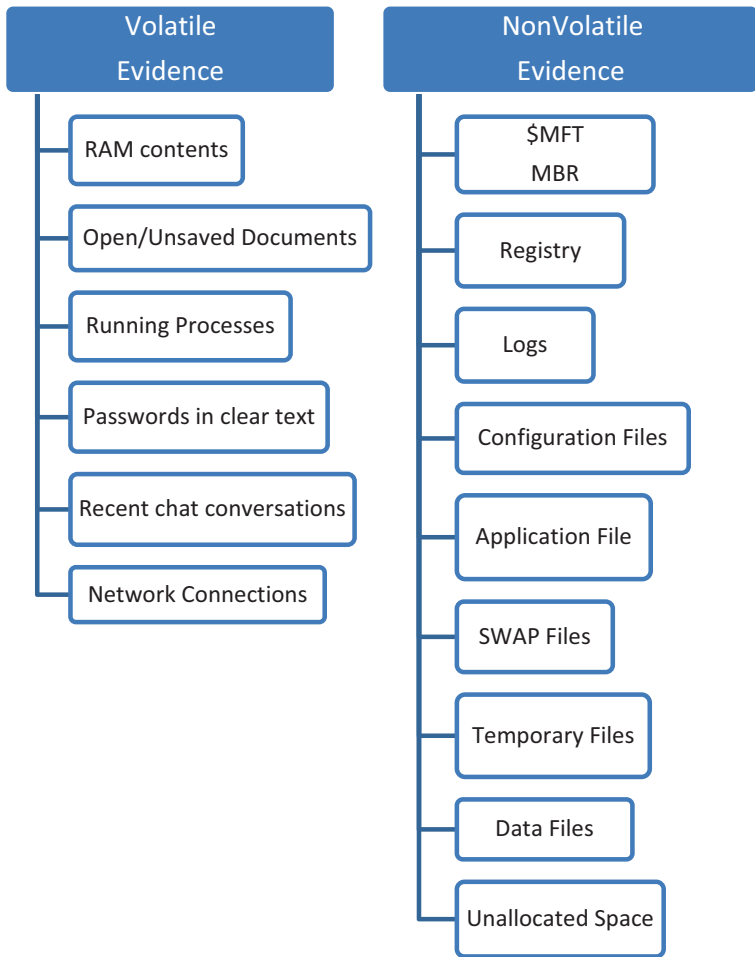 Volatile
Evidence
RAM contents
Open/Unsaved Documents
Running Processes
Passwords in clear text
Recent chat conversations
Network Connections
NonVolatile
Evidence
$MFT
MBR
Registry
Logs
Configuration Files
Application File
SWAP Files
Temporary Files
Data Files
Unallocated Space